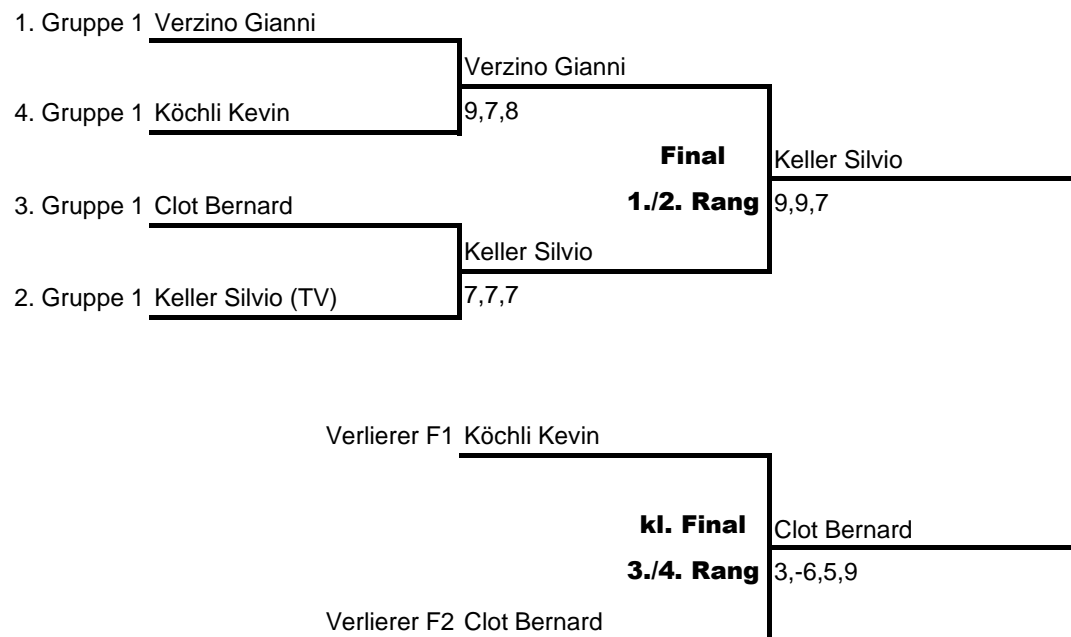 1. Gruppe 1 Verzino Gianni
Verzino Gianni
4. Gruppe 1 Köchli Kevin
9,7,8
Final
Keller Silvio
3. Gruppe 1 Clot Bernard
1./2. Rang
9,9,7
Keller Silvio
2. Gruppe 1 Keller Silvio (TV)
7,7,7
Verlierer F1 Köchli Kevin
kl. Final
Clot Bernard
3./4. Rang
3,-6,5,9
Verlierer F2 Clot Bernard